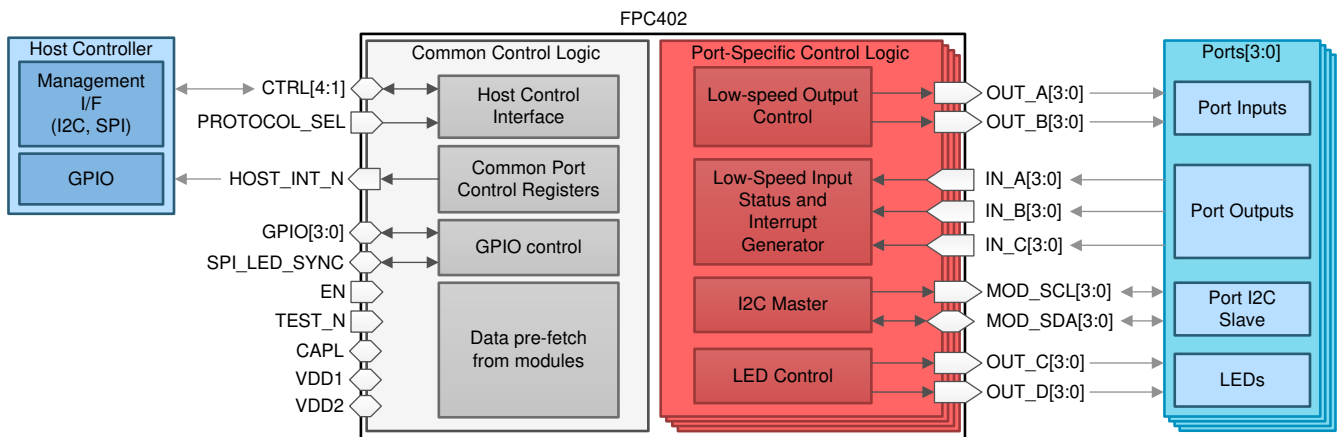 FPC402
Host Controller
Management
I/F
(I2C, SPI)
GPIO
CTRL[4:1]
PROTOCOL_SEL
HOST_INT_N
GPIO[3:0]
SPI_LED_SYNC
EN
TEST_N
CAPL
VDD1
VDD2
Common Control Logic
Host Control
Interface
Common Port
Control Registers
GPIO control
Data pre-fetch
from modules
Port-Specific Control Logic
Low-speed Output
Control
Low-Speed Input
Status and
Interrupt
Generator
I2C Master
LED Control
OUT_A[3:0]
OUT_B[3:0]
IN_A[3:0]
IN_B[3:0]
IN_C[3:0]
MOD_SCL[3:0]
MOD_SDA[3:0]
OUT_C[3:0]
OUT_D[3:0]
Ports[3:0]
Port Inputs
Port Outputs
Port I2C
Slave
LEDs